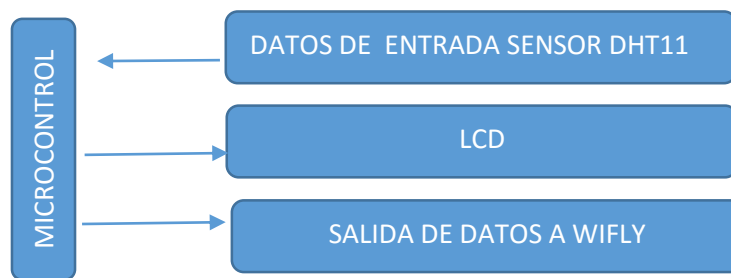 MICROCONTROL
DATOS DE ENTRADA SENSOR DHT11
LCD
SALIDA DE DATOS A WIFLY